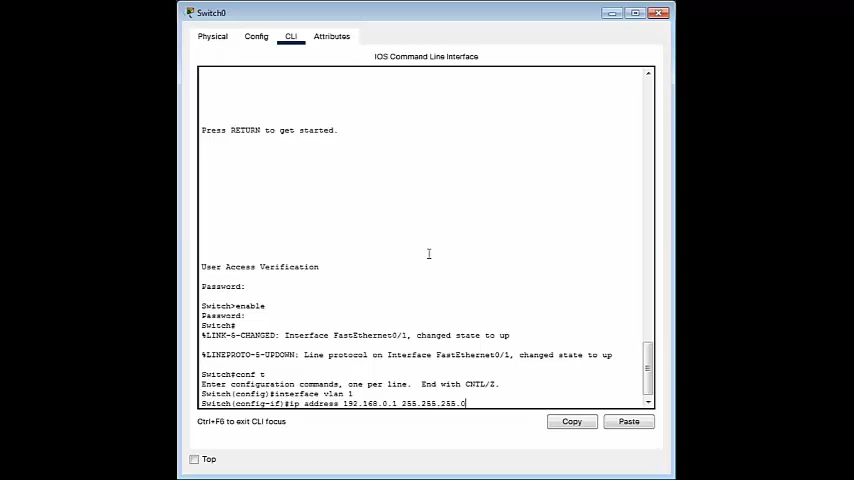 Switch0
Physical Config CLI Attributes
IOS Command Line Interface
Press RETURN to get started.
User Access Verification
Password:
Switch>enable
Password:
Switch#
%LINK-5-CHANGED: Interface FastEthernet0/1, changed state to up
%LINEPROTO-5-UPDOWN: Line protocol on Interface FastEthernet0/1, changed state to up
Switch#conf t
Enter configuration commands, one per line.  End with CNTL/Z.
Switch(config)#interface vlan 1
Switch(config-if)#ip address 192.168.0.1 255.255.255.0
Ctrl+F6 to exit CLI focus
Copy Paste
Top